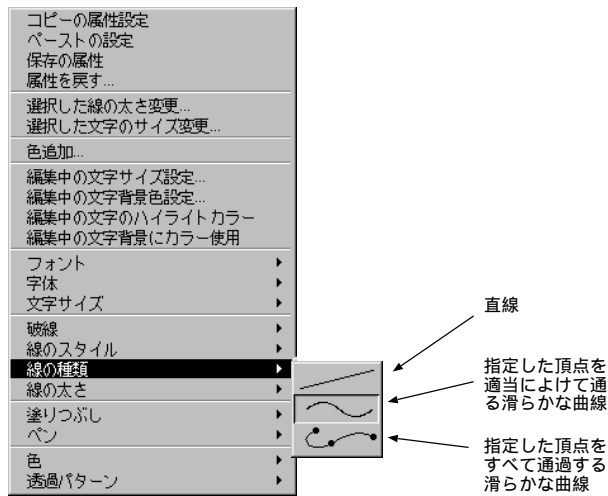 コピーの属性設定
ペーストの設定
保存の属性
属性を戻す...
選択した線の太さ変更...
選択した文字のサイズ変更...
色追加...
編集中の文字サイズ設定...
編集中の文字背景色設定...
編集中の文字のハイライトカラー
編集中の文字背景にカラー使用
フォント
字体
文字サイズ
破線
線のスタイル
線の種類
線の太さ
塗りつぶし
ペン
色
透過パターン
直線
指定した頂点を
適当によけて通
る滑らかな曲線
指定した頂点を
すべて通過する
滑らかな曲線